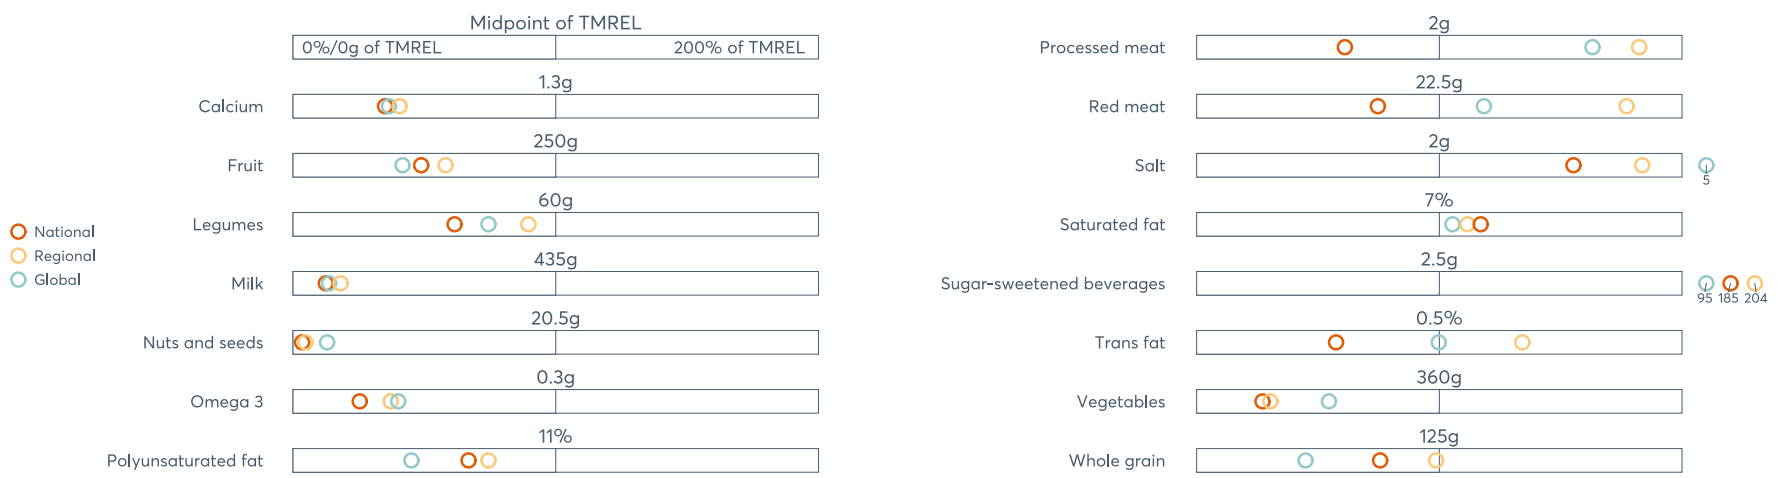 Midpoint of TMREL
0%/0g of TMREL 200% of TMREL
1.3g
Calcium
250g
Fruit
60g
Legumes
435g
Milk
20.5g
Nuts and seeds
0.3g
Omega 3
11%
Polyunsaturated fat
National
Regional
Global
2g
Processed meat
22.5g
Red meat
2g
Salt
5
7%
Saturated fat
2.5g
Sugar-sweetened beverages
95 185 204
0.5%
Trans fat
360g
Vegetables
125g
Whole grain